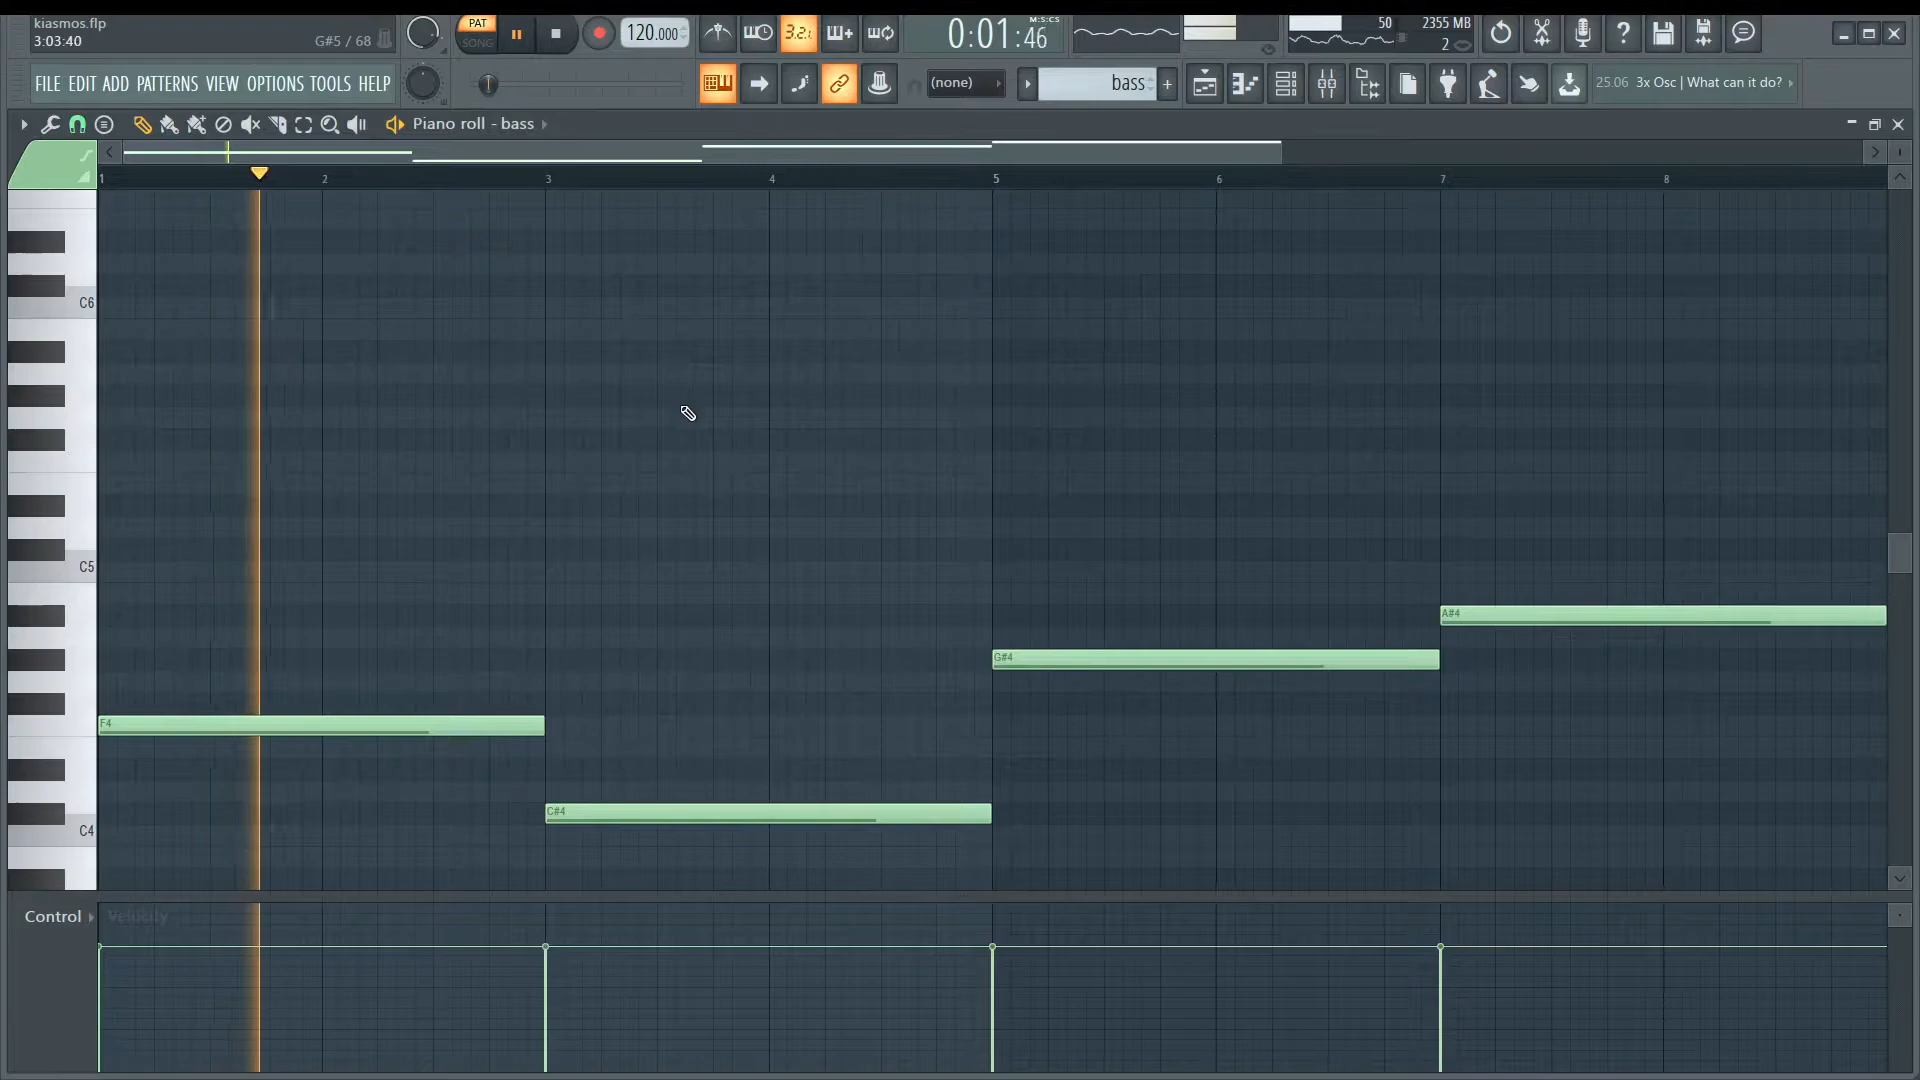 kiasmos.flp
3:03:40
G#5 / 68
PAT
SONG
120.000
3.2.
0:01:46
M:S:CS
50
2355 MB
2
FILE EDIT ADD PATTERNS VIEW OPTIONS TOOLS HELP
(none)
bass
25.06 3x Osc | What can it do?
Piano roll - bass
1
2
3
4
5
6
7
8
C6
C5
A#4
G#4
F4
C#4
C4
Control
Velocity